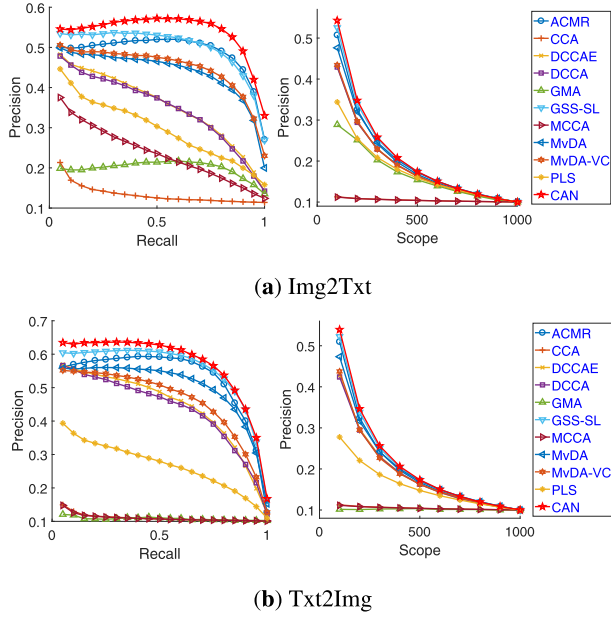 0.6
0.5
0.4
0.3
0.2
0.1
Precision
0
0.5
1
Recall
0.5
0.4
0.3
0.2
0.1
Precision
0
500
1000
Scope
ACMR
CCA
DCCAE
DCCA
GMA
GSS-SL
MCCA
MvDA
MvDA-VC
PLS
CAN
(a) Img2Txt
0.7
0.6
0.5
0.4
0.3
0.2
0.1
Precision
0
0.5
1
Recall
0.5
0.4
0.3
0.2
0.1
Precision
0
500
1000
Scope
ACMR
CCA
DCCAE
DCCA
GMA
GSS-SL
MCCA
MvDA
MvDA-VC
PLS
CAN
(b) Txt2Img